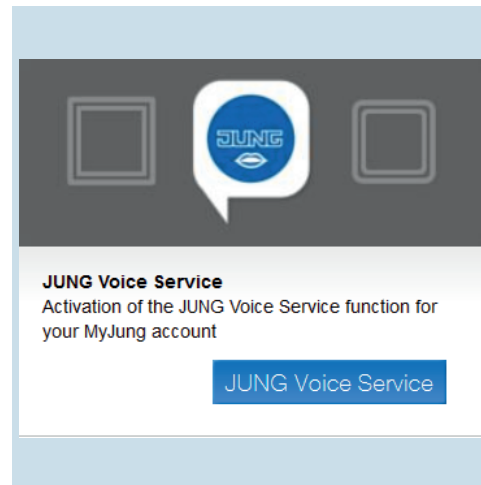 JUNG
JUNG Voice Service
Activation of the JUNG Voice Service function for
your MyJung account
JUNG Voice Service